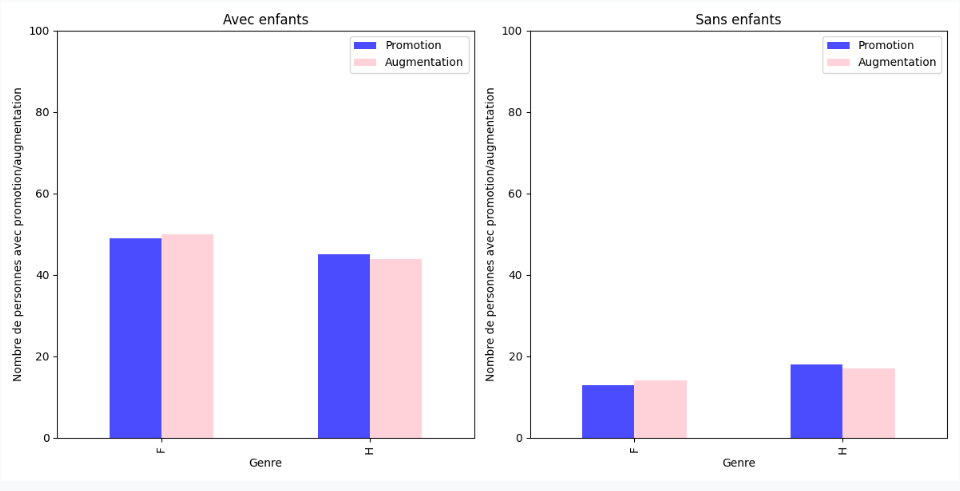 Avec enfants
Nombre de personnes avec promotion/augmentation
100
80
60
40
20
0
Promotion
Augmentation
F
H
Genre
Sans enfants
Nombre de personnes avec promotion/augmentation
100
80
60
40
20
0
Promotion
Augmentation
F
H
Genre